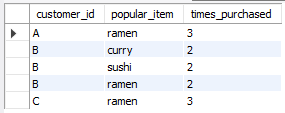 customer_id popular_item times_purchased
A ramen 3
B curry 2
B sushi 2
B ramen 2
C ramen 3